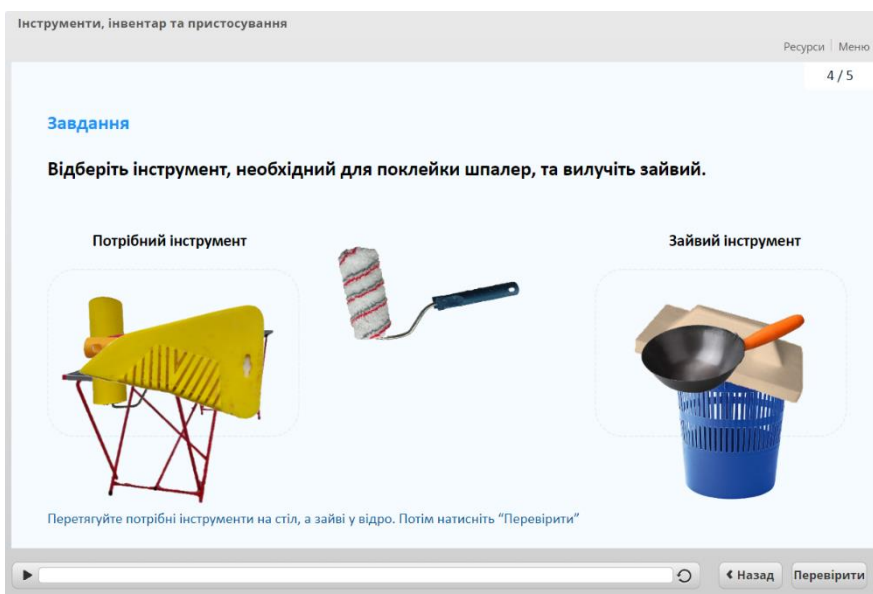 Інструменти, інвентар та пристосування
Ресурси Меню
4 / 5
Завдання
Відберіть інструмент, необхідний для поклейки шпалер, та вилучіть зайвий.
Потрібний інструмент
Зайвий інструмент
Перетягуйте потрібні інструменти на стіл, а зайві у відро. Потім натисніть “Перевірити”
Назад
Перевірити